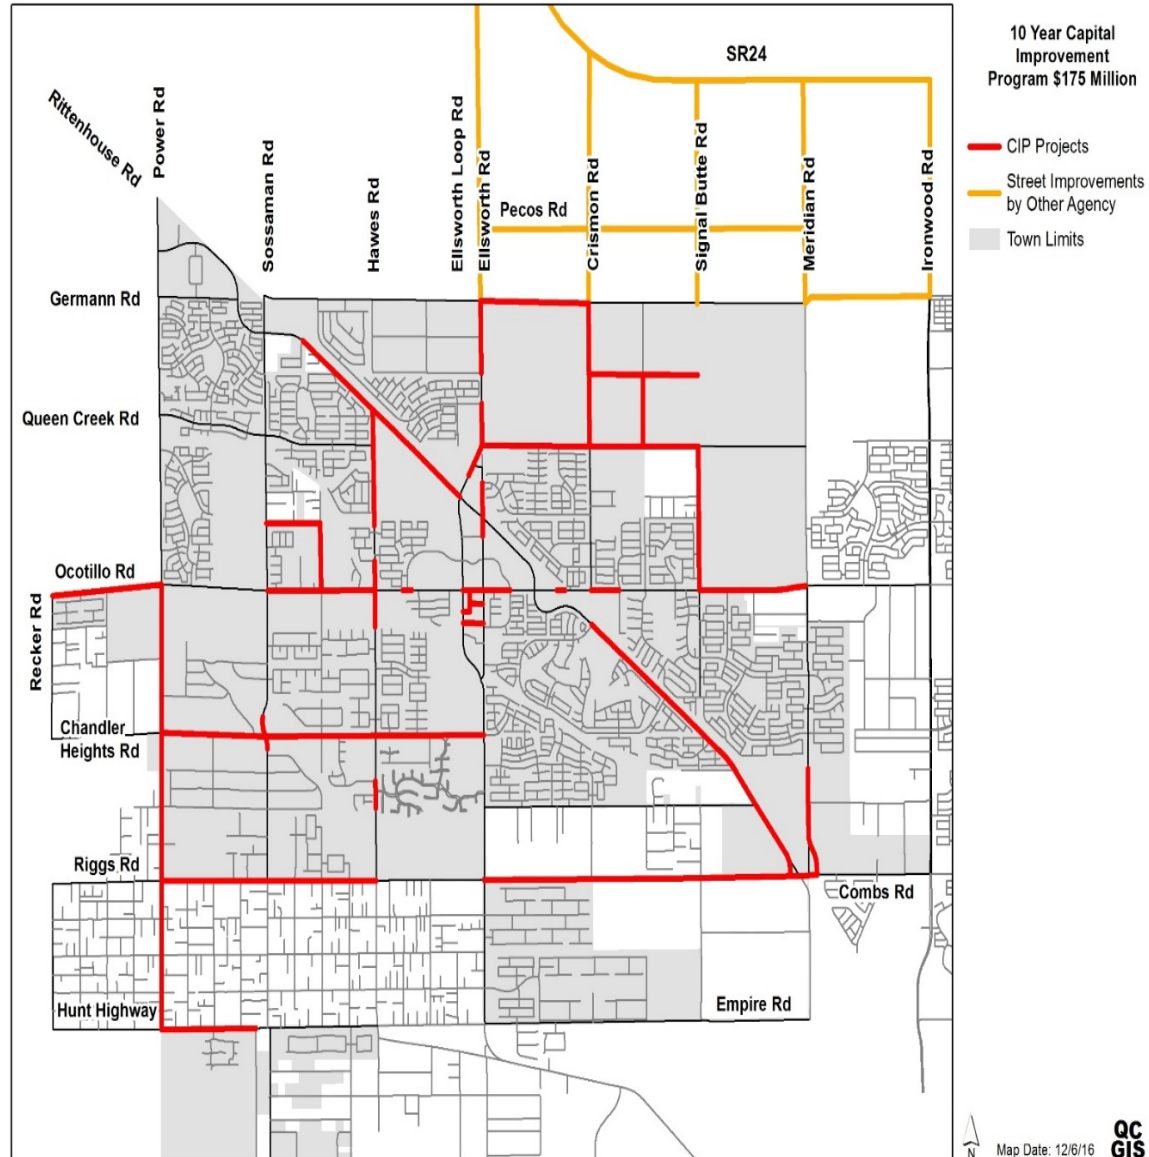 10 Year Capital
Improvement
Program $175 Million
SR24
CIP Projects
Street Improvements
by Other Agency
Town Limits
Rittenhouse Rd
Power Rd
Sossaman Rd
Hawes Rd
Ellsworth Loop Rd
Ellsworth Rd
Crismon Rd
Signal Butte Rd
Meridian Rd
Ironwood Rd
Pecos Rd
Germann Rd
Queen Creek Rd
Ocotillo Rd
Recker Rd
Chandler
Heights Rd
Riggs Rd
Combs Rd
Hunt Highway
Empire Rd
N
Map Date: 12/6/16
QC
GIS